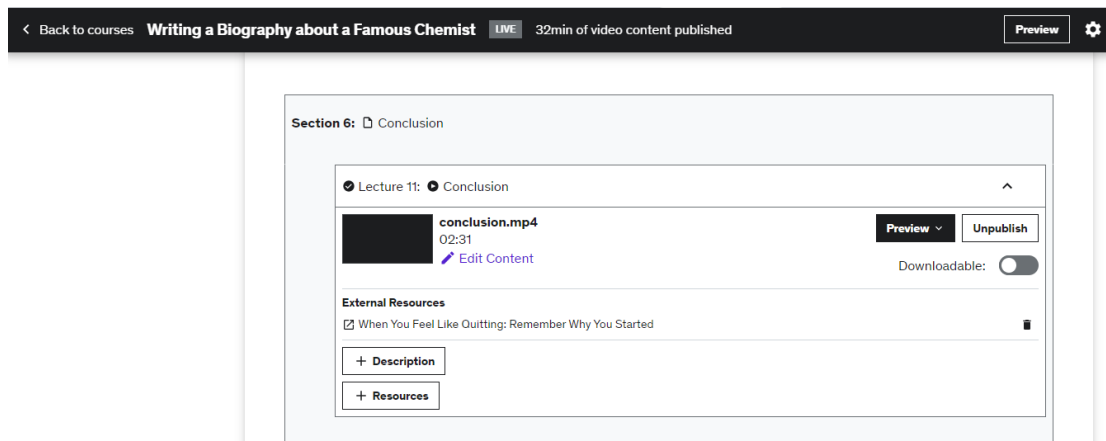 Back to courses Writing a Biography about a Famous Chemist LIVE 32min of video content published Preview
Section 6: Conclusion
Lecture 11: Conclusion
conclusion.mp4
02:31
Edit Content
Preview Unpublish
Downloadable:
External Resources
When You Feel Like Quitting: Remember Why You Started
+ Description
+ Resources